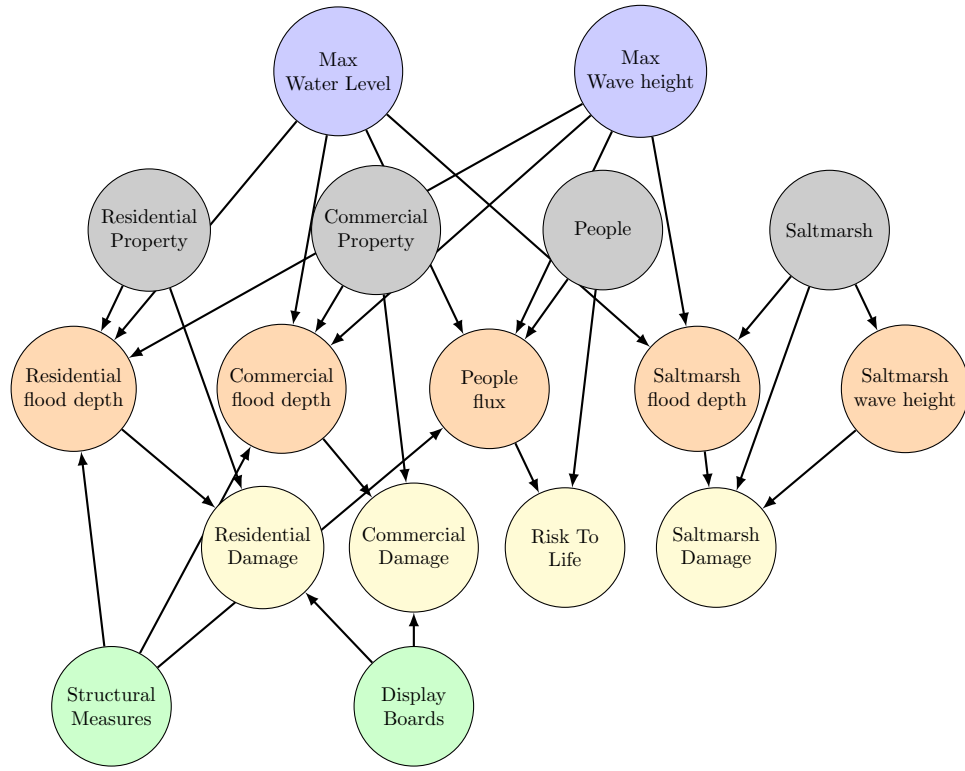 Max
Water Level
Max
Wave height
Residential
Property
Commercial
Property
People
Saltmarsh
Residential
flood depth
Commercial
flood depth
People
flux
Saltmarsh
flood depth
Saltmarsh
wave height
Residential
Damage
Commercial
Damage
Risk To
Life
Saltmarsh
Damage
Structural
Measures
Display
Boards